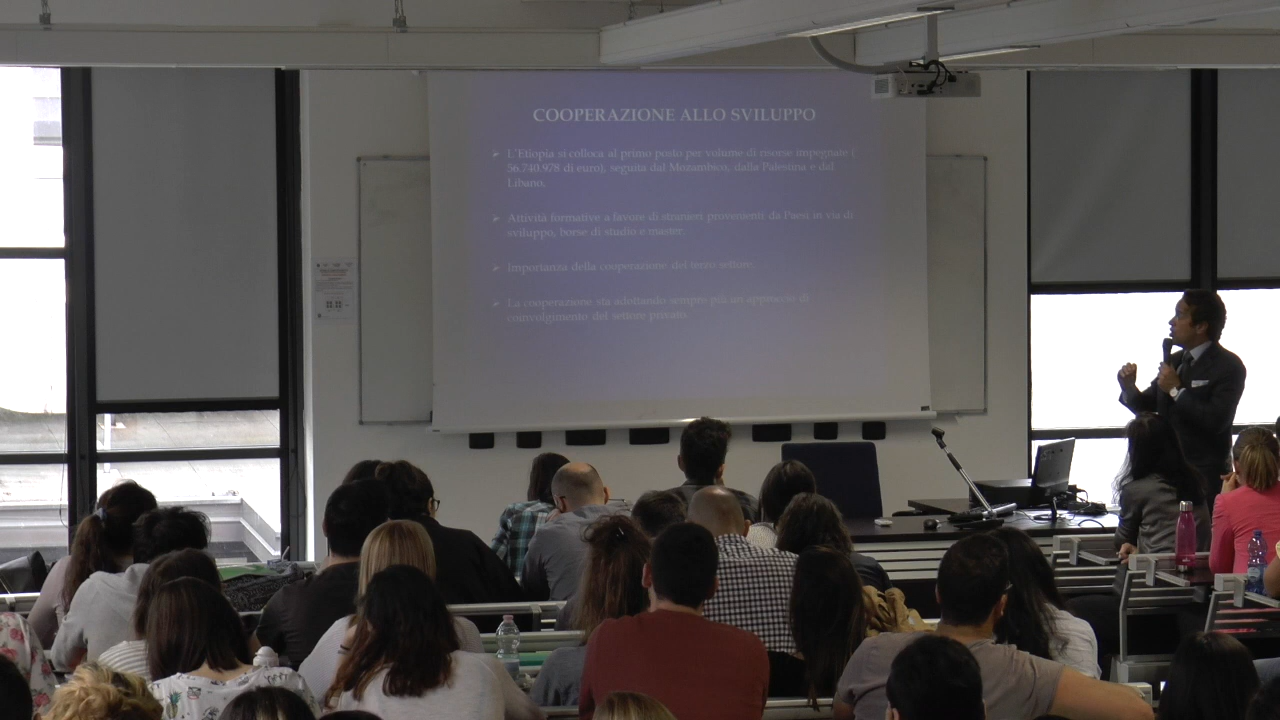 COOPERAZIONE ALLO SVILUPPO
➢ L'Etiopia si colloca al primo posto per volume di risorse impegnate (
56.740.978 di euro), seguita dal Mozambico, dalla Palestina e dal
Libano.
➢ Attività formative a favore di stranieri provenienti da Paesi in via di
sviluppo, borse di studio e master.
➢ Importanza della cooperazione del terzo settore.
➢ La cooperazione sta adottando sempre più un approccio di
coinvolgimento del settore privato